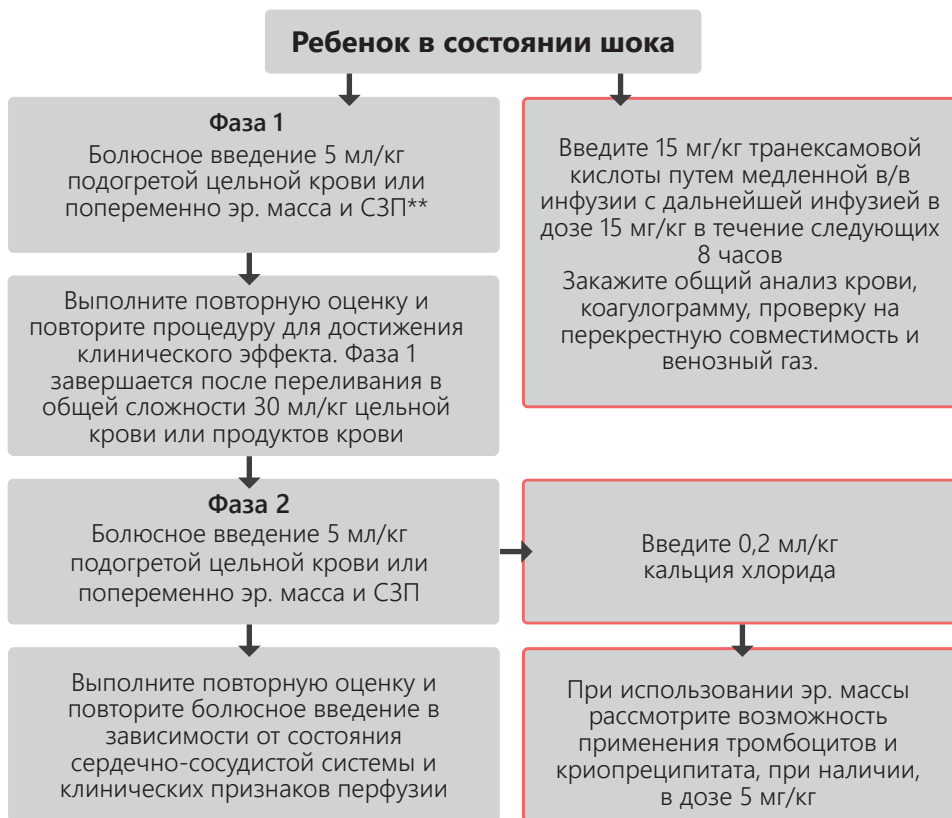 Ребенок в состоянии шока
Фаза 1
Болюсное введение 5 мл/кг
подогретой цельной крови или
попеременно эр. масса и СЗП**
Введите 15 мг/кг транексамовой
кислоты путем медленной в/в
инфузии с дальнейшей инфузией в
дозе 15 мг/кг в течение следующих
8 часов
Закажите общий анализ крови,
коагулограмму, проверку на
перекрестную совместимость и
венозный газ.
Выполните повторную оценку и
повторите процедуру для достижения
клинического эффекта. Фаза 1
завершается после переливания в
общей сложности 30 мл/кг цельной
крови или продуктов крови
Фаза 2
Болюсное введение 5 мл/кг
подогретой цельной крови или
попеременно эр. масса и СЗП
Введите 0,2 мл/кг
кальция хлорида
Выполните повторную оценку и
повторите болюсное введение в
зависимости от состояния
сердечно-сосудистой системы и
клинических признаков перфузии
При использовании эр. массы
рассмотрите возможность
применения тромбоцитов и
криопреципитата, при наличии,
в дозе 5 мг/кг